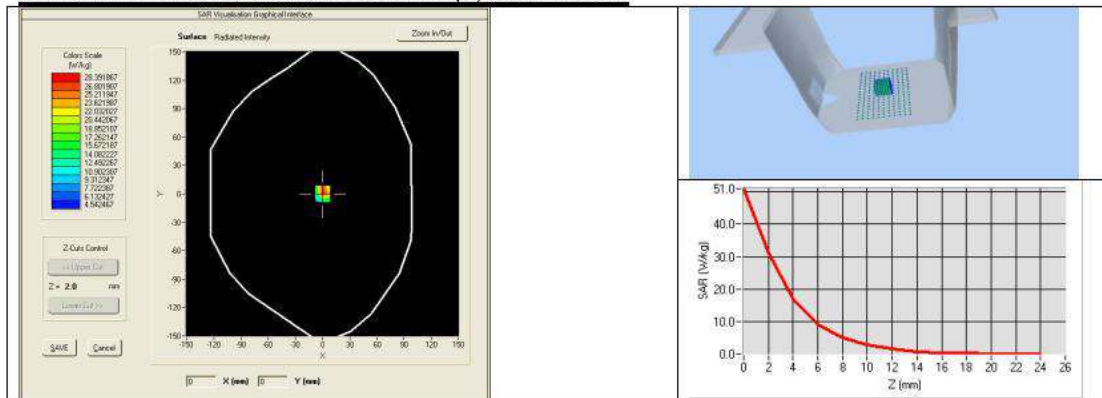 SAR Visualisation Graphical Interface
Surface Radiated Intensity
Zoom In/Out
Colors Scale
(W/kg)
28.391867
26.801907
25.211947
23.621987
22.032027
20.442067
18.852107
17.262147
15.672187
14.082227
12.492267
10.902307
9.312347
7.722387
6.132427
4.542467
Z-Cuts Control
<< Upper Cut
Z = 2.0 mm
Lower Cut >>
SAVE Cancel
150
120
90
60
30
0
-30
-60
-90
-120
-150
Y
-150 -120 -90 -60 -30 0 30 60 90 120 150
X
0 X (mm) 0 Y (mm)
51.0
40.0
30.0
20.0
10.0
0.0
SAR (W/kg)
0 2 4 6 8 10 12 14 16 18 20 22 24 26
Z (mm)